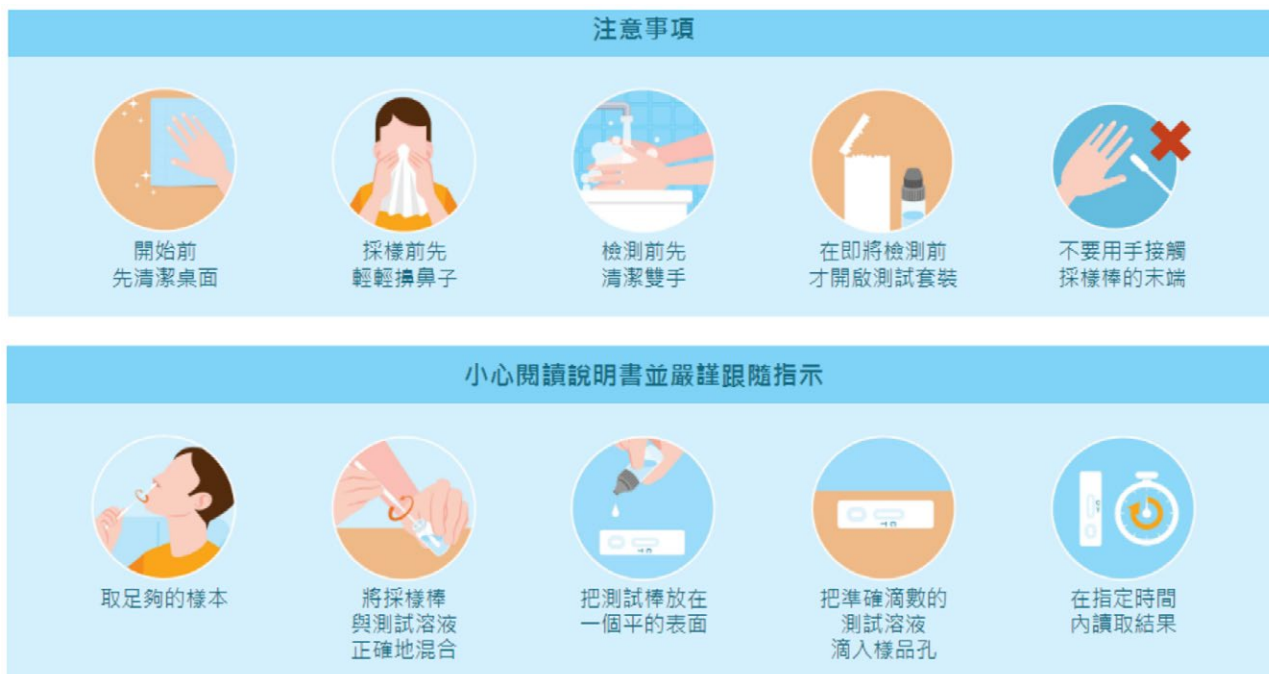 注意事項
開始前
先清潔桌面
採樣前先
輕輕擤鼻子
檢測前先
清潔雙手
在即將檢測前
才開啟測試套裝
不要用手接觸
採樣棒的末端
小心閱讀說明書並嚴謹跟隨指示
取足夠的樣本
將採樣棒
與測試溶液
正確地混合
把測試棒放在
一個平的表面
把準確滴數的
測試溶液
滴入樣品孔
在指定時間
內讀取結果